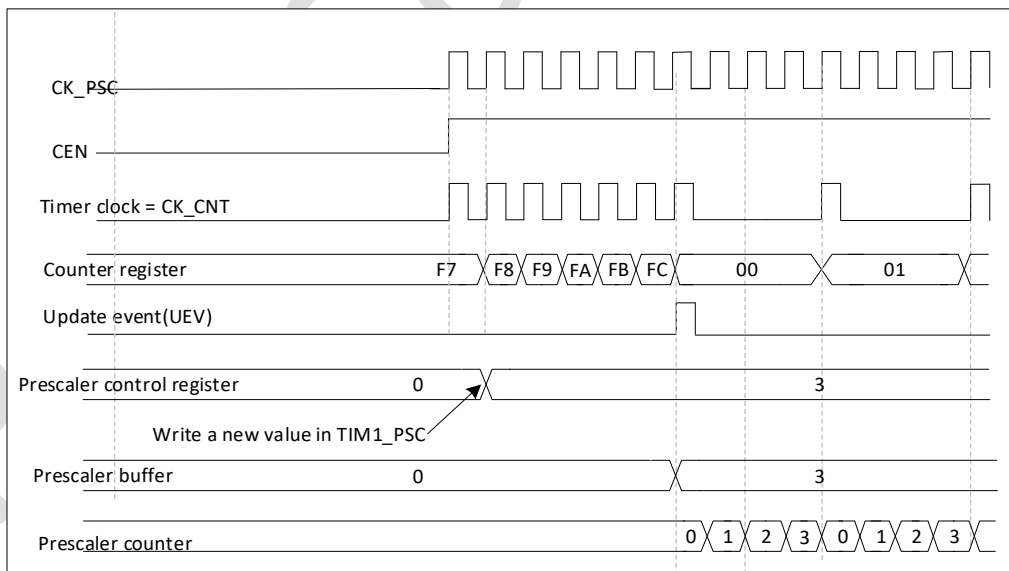 CK_PSC
CEN
Timer clock = CK_CNT
Counter register F7 F8 F9 FA FB FC 00 01
Update event(UEV)
Prescaler control register 0 3
Write a new value in TIM1_PSC
Prescaler buffer 0 3
Prescaler counter 0 1 2 3 0 1 2 3